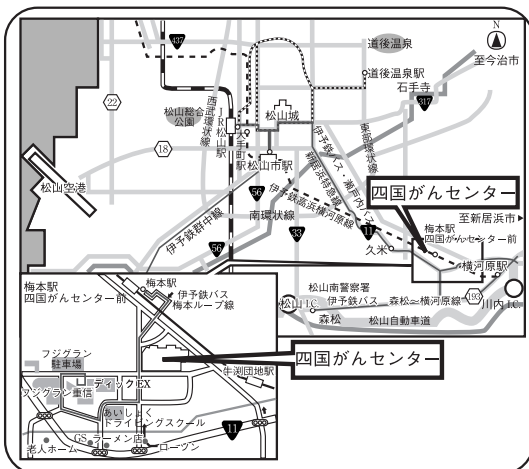 437
道後温泉
N
至今治市
道後温泉駅
石手寺
317
22
松山総合
公園
西武環状線
JR松山駅
大手町駅
松山城
18
松山市駅
伊予鉄バス・瀬戸内バス
新居浜特急線
東部環状線
松山空港
56
伊予鉄高浜横河原線
四国がんセンター
伊予鉄郡中線
南環状線
33
11
至新居浜市
梅本駅
四国がんセンター前
久米
56
横河原駅
梅本駅
四国がんセンター前
梅本駅
伊予鉄バス
梅本ループ線
松山南警察署
松山I.C.
伊予鉄バス
森松〜横河原線
193
川内I.C.
森松
松山自動車道
フジグラン
駐車場
四国がんセンター
牛渕団地駅
フジグラン重信
ディックEX
あいしょく
ドライビングスクール
11
GS
ラーメン店
ローソン
老人ホーム